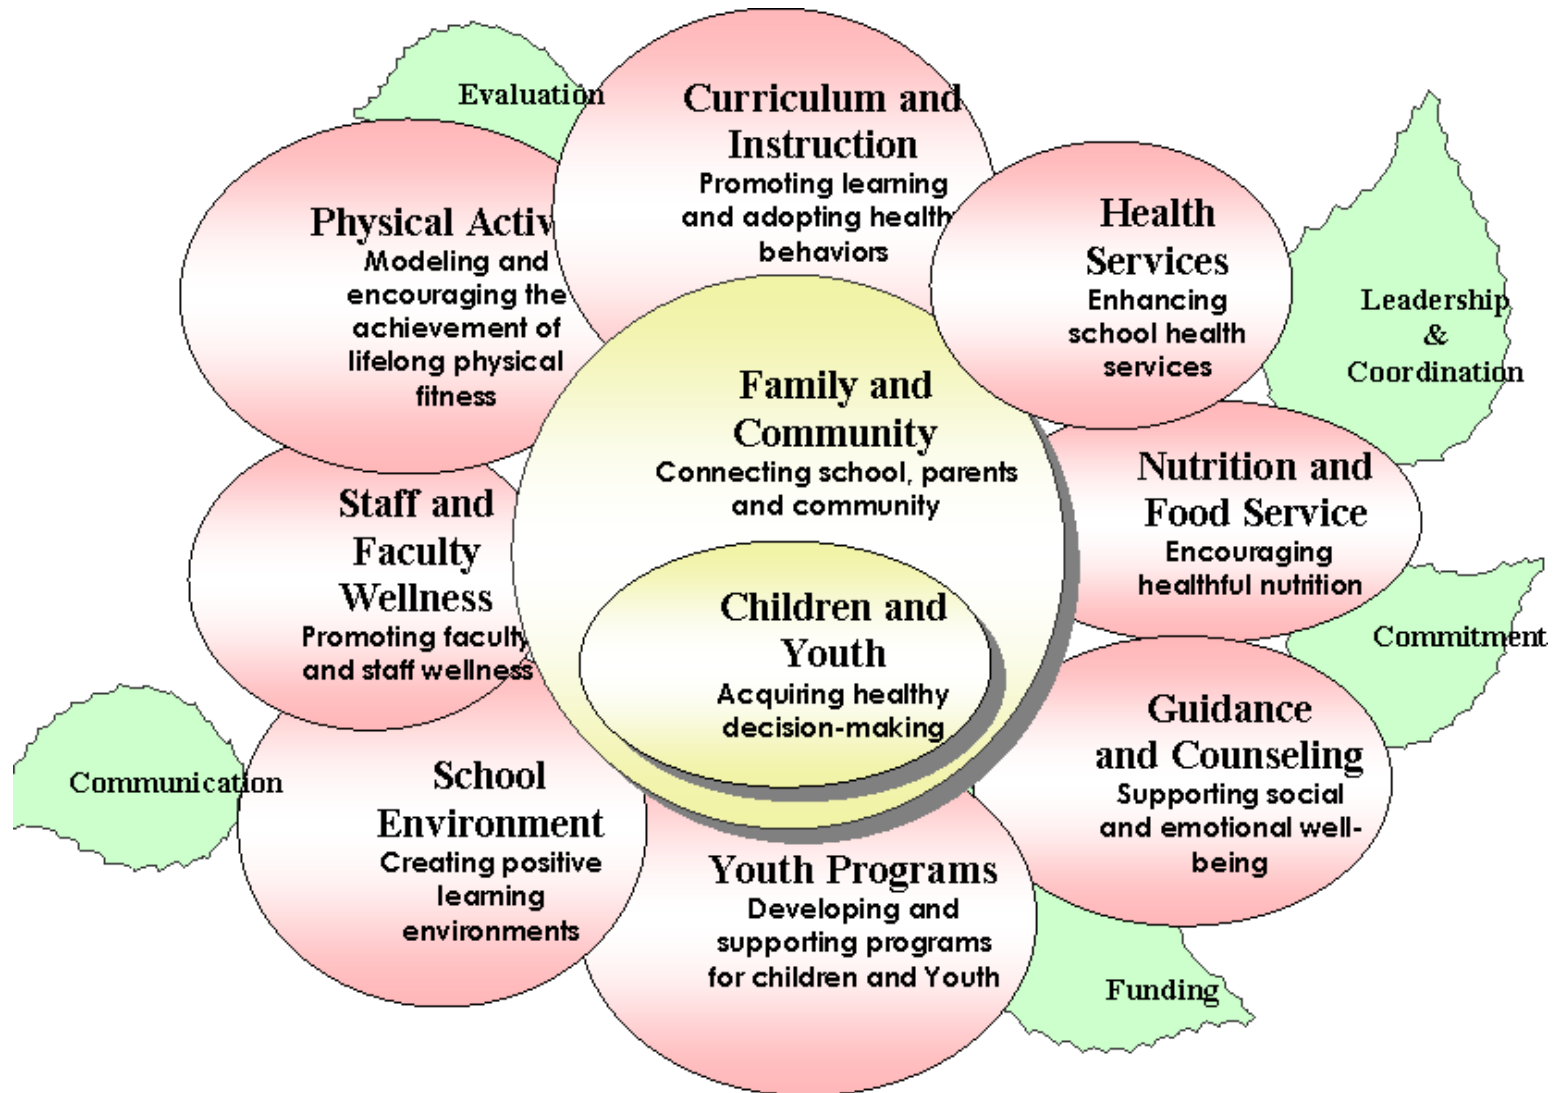 Evaluation
Curriculum and
Instruction
Promoting learning
and adopting health
behaviors
Physical Activ
Modeling and
encouraging the
achievement of
lifelong physical
fitness
Health
Services
Enhancing
school health
services
Leadership
&
Coordination
Family and
Community
Connecting school, parents
and community
Nutrition and
Food Service
Encouraging
healthful nutrition
Staff and
Faculty
Wellness
Promoting faculty
and staff wellness
Children and
Youth
Acquiring healthy
decision-making
Commitment
Guidance
and Counseling
Supporting social
and emotional well-
being
Communication
School
Environment
Creating positive
learning
environments
Youth Programs
Developing and
supporting programs
for children and Youth
Funding